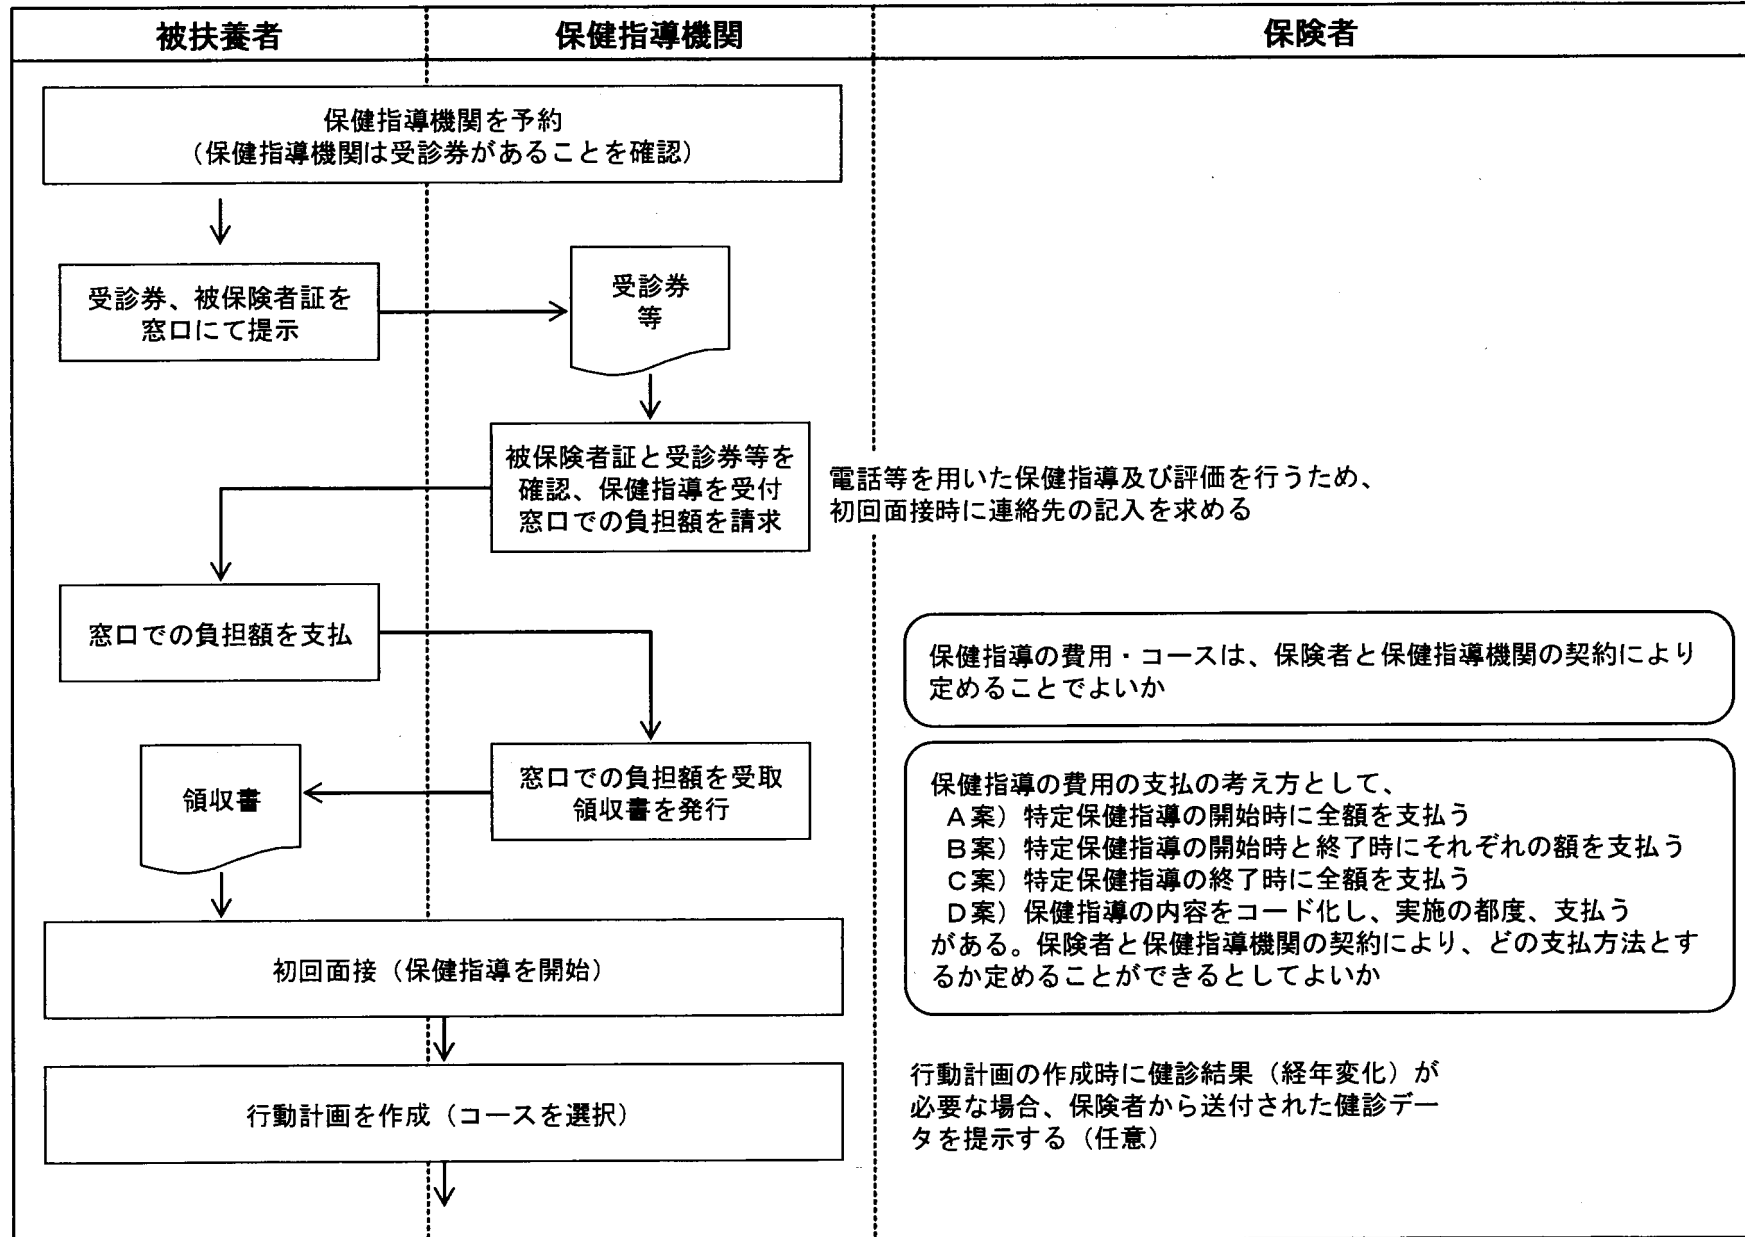 被扶養者
保健指導機関
保険者
保健指導機関を予約
（保健指導機関は受診券があることを確認）
受診券、被保険者証を
窓口にて提示
受診券
等
被保険者証と受診券等を
確認、保健指導を受付
窓口での負担額を請求
電話等を用いた保健指導及び評価を行うため、
初回面接時に連絡先の記入を求める
窓口での負担額を支払
保健指導の費用・コースは、保険者と保健指導機関の契約により
定めることでよいか
領収書
窓口での負担額を受取
領収書を発行
保健指導の費用の支払の考え方として、
A案）特定保健指導の開始時に全額を支払う
B案）特定保健指導の開始時と終了時にそれぞれの額を支払う
C案）特定保健指導の終了時に全額を支払う
D案）保健指導の内容をコード化し、実施の都度、支払う
がある。保険者と保健指導機関の契約により、どの支払方法とす
るか定めることができるとしてよいか
初回面接（保健指導を開始）
行動計画を作成（コースを選択）
行動計画の作成時に健診結果（経年変化）が
必要な場合、保険者から送付された健診デー
タを提示する（任意）